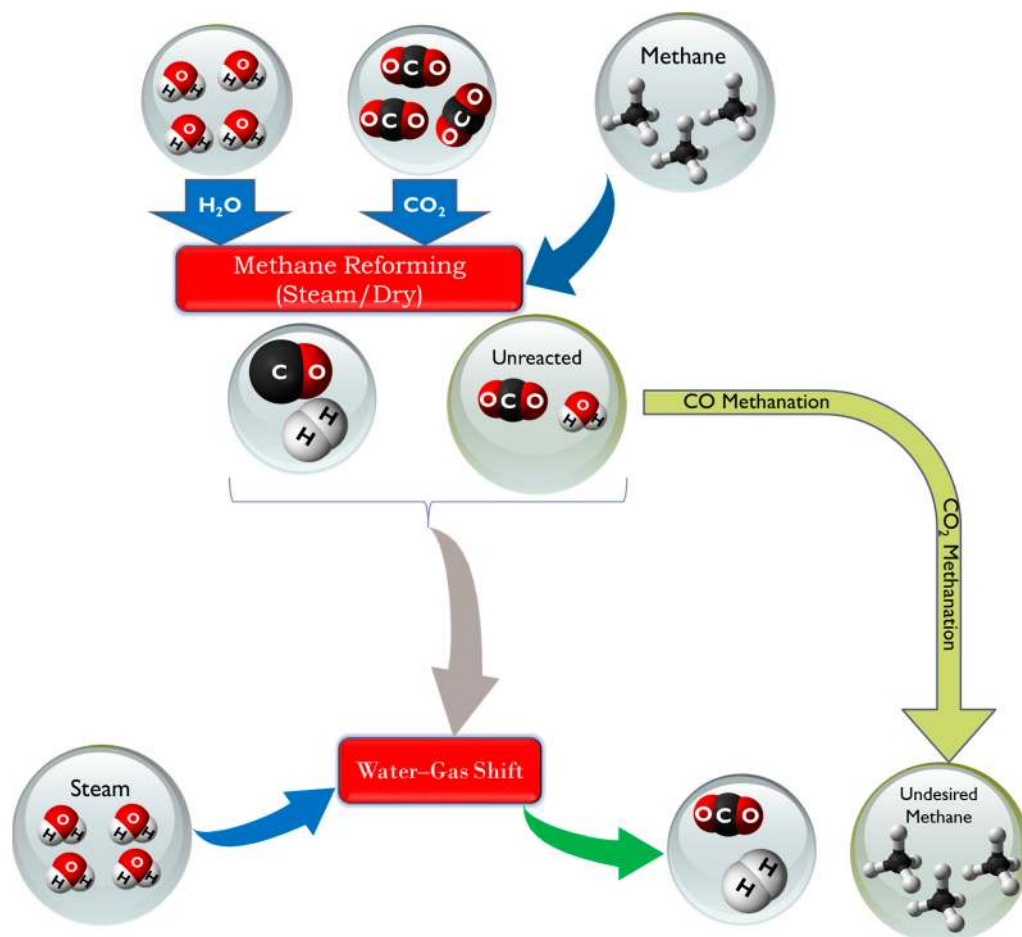 O O
H H H H
O O
H H H H
O C O
C O
O C O
O
Methane
H₂O
CO₂
Methane Reforming
(Steam/Dry)
C O
H H
Unreacted
O C O
O
H H
CO Methanation
CO₂ Methanation
Water–Gas Shift
Steam
O O
H H H H
O O
H H H H
O C O
H H
Undesired
Methane